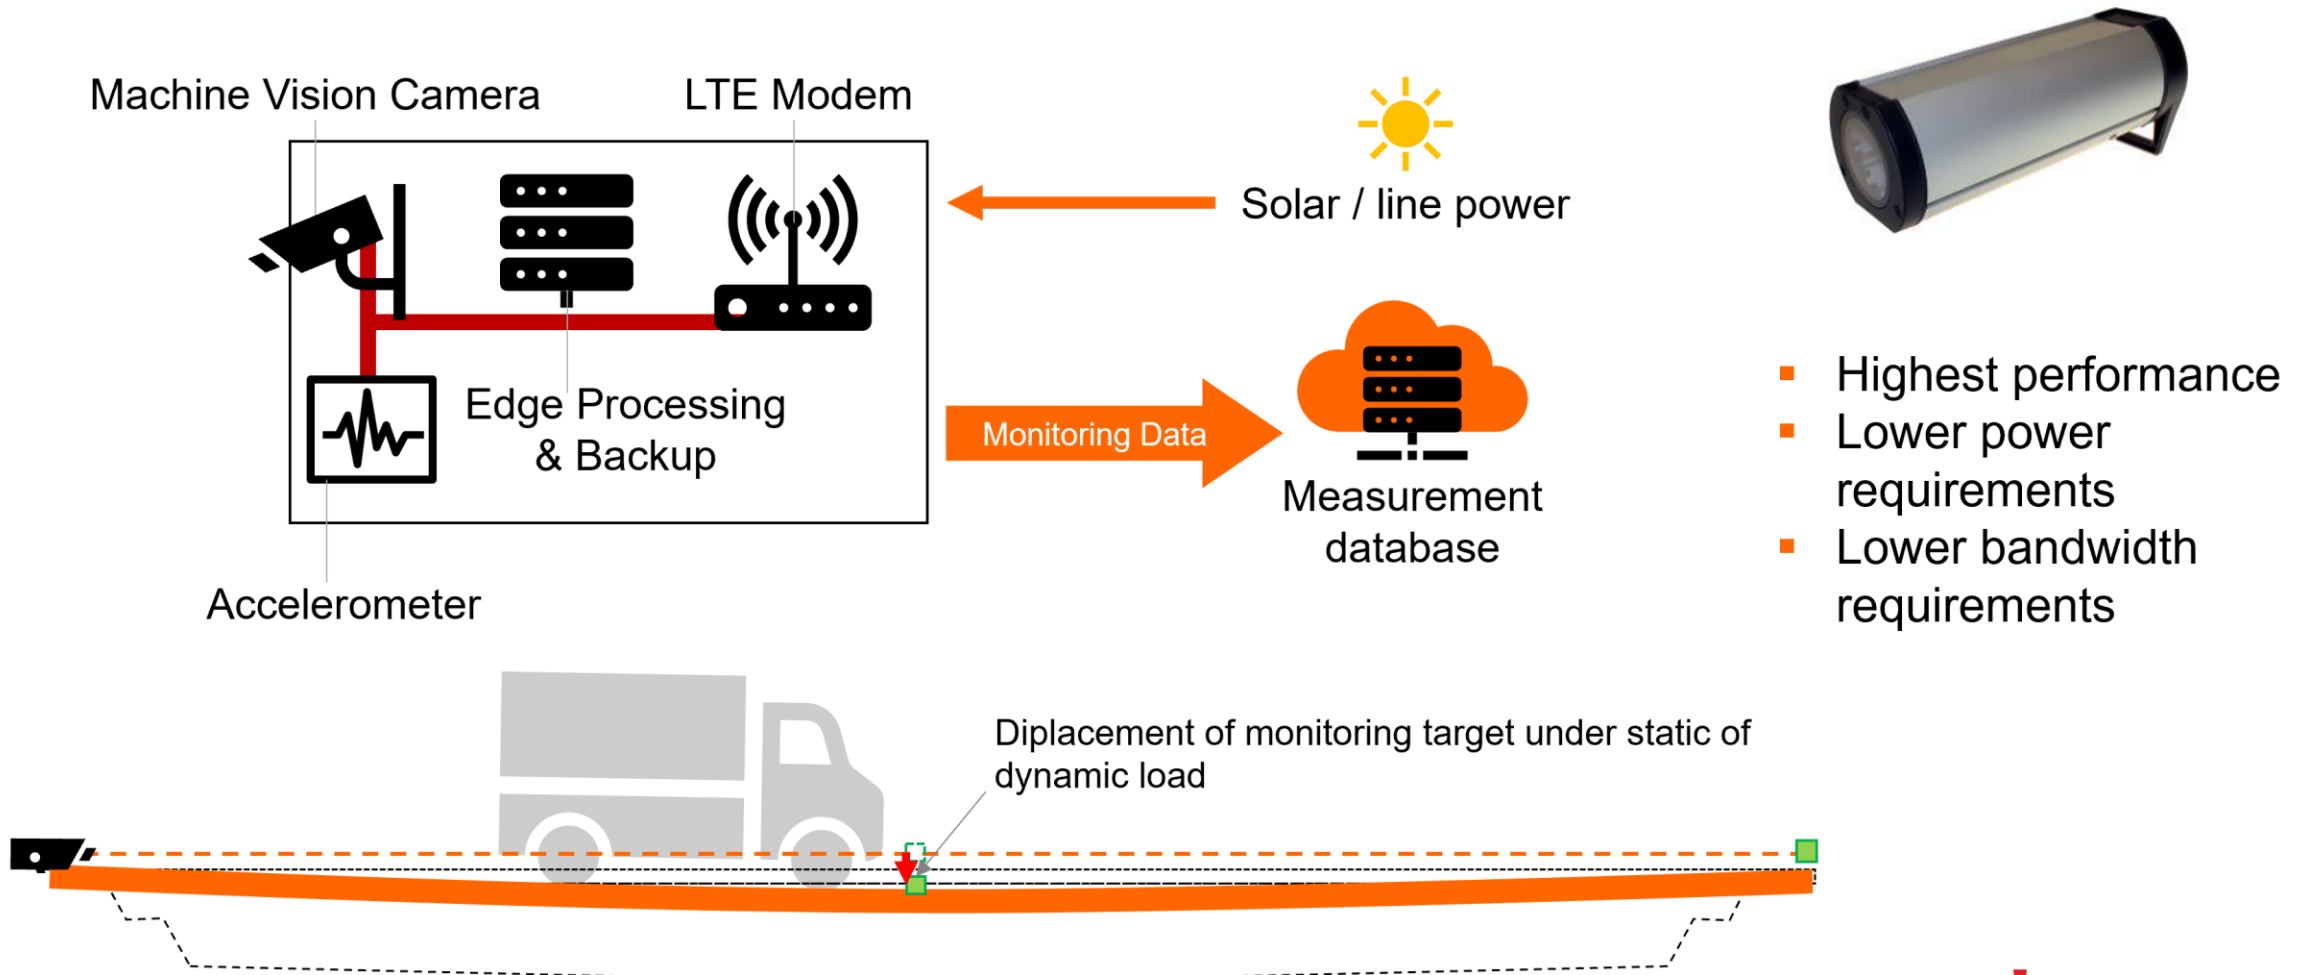 Machine Vision Camera
LTE Modem
Solar / line power
Edge Processing
& Backup
Accelerometer
Monitoring Data
Measurement
database
Highest performance
Lower power
requirements
Lower bandwidth
requirements
Diplacement of monitoring target under static of
dynamic load